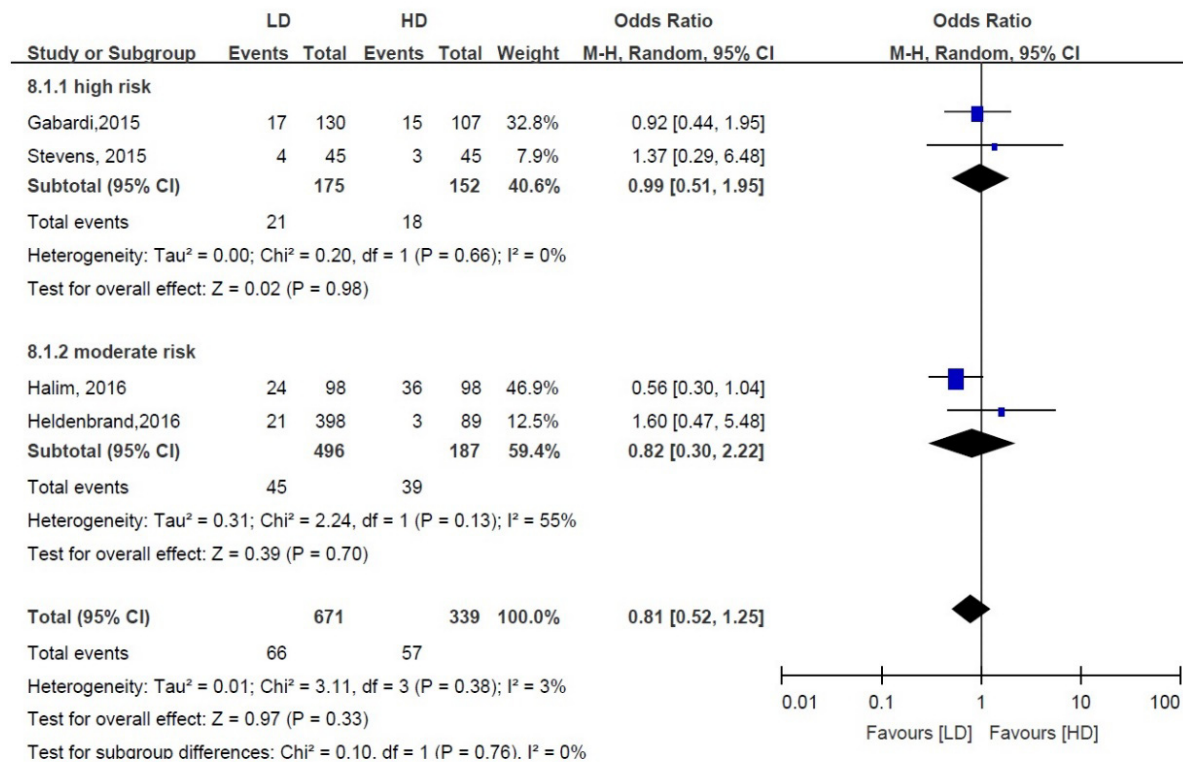 LD HD Odds Ratio Odds Ratio
Study or Subgroup Events Total Events Total Weight M-H, Random, 95% CI M-H, Random, 95% CI
8.1.1 high risk
Gabardi,2015 17 130 15 107 32.8% 0.92 [0.44, 1.95]
Stevens, 2015 4 45 3 45 7.9% 1.37 [0.29, 6.48]
Subtotal (95% CI) 175 152 40.6% 0.99 [0.51, 1.95]
Total events 21 18
Heterogeneity: Tau² = 0.00; Chi² = 0.20, df = 1 (P = 0.66); I² = 0%
Test for overall effect: Z = 0.02 (P = 0.98)
8.1.2 moderate risk
Halim, 2016 24 98 36 98 46.9% 0.56 [0.30, 1.04]
Heldenbrand,2016 21 398 3 89 12.5% 1.60 [0.47, 5.48]
Subtotal (95% CI) 496 187 59.4% 0.82 [0.30, 2.22]
Total events 45 39
Heterogeneity: Tau² = 0.31; Chi² = 2.24, df = 1 (P = 0.13); I² = 55%
Test for overall effect: Z = 0.39 (P = 0.70)
Total (95% CI) 671 339 100.0% 0.81 [0.52, 1.25]
Total events 66 57
Heterogeneity: Tau² = 0.01; Chi² = 3.11, df = 3 (P = 0.38); I² = 3%
Test for overall effect: Z = 0.97 (P = 0.33)
Test for subgroup differences: Chi² = 0.10, df = 1 (P = 0.76), I² = 0%
0.01 0.1 1 10 100
Favours [LD] Favours [HD]